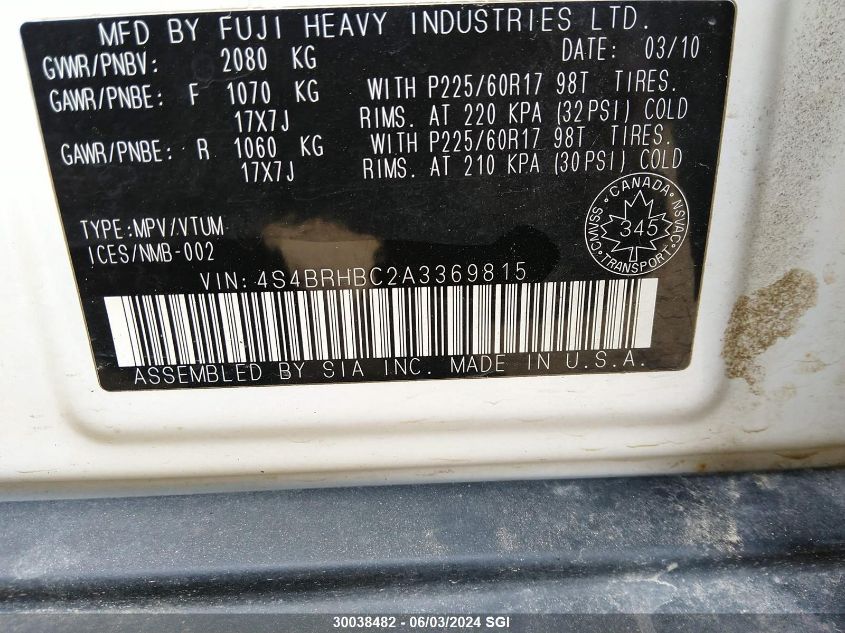 MFD BY FUJI HEAVY INDUSTRIES LTD.
GVWR/PNBV: 2080 KG DATE: 03/10
GAWR/PNBE: F 1070 KG WITH P225/60R17 98T TIRES.
17X7J RIMS. AT 220 KPA (32PSI) COLD
GAWR/PNBE: R 1060 KG WITH P225/60R17 98T TIRES.
17X7J RIMS. AT 210 KPA (30PSI) COLD
TYPE:MPV/VTUM
ICES/NMB-002
CANADA
CMVSS 345 NSVAC
TRANSPORT
VIN: 4S4BRHBC2A3369815
ASSEMBLED BY SIA INC. MADE IN U.S.A.
30038482 - 06/03/2024 SGI